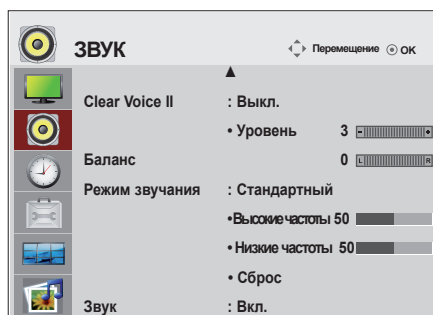 ЗВУК
Перемещение OK
Clear Voice II : Выкл.
• Уровень 3 - +
Баланс 0 L R
Режим звучания : Стандартный
•Высокие частоты 50
• Низкие частоты 50
• Сброс
Звук : Вкл.